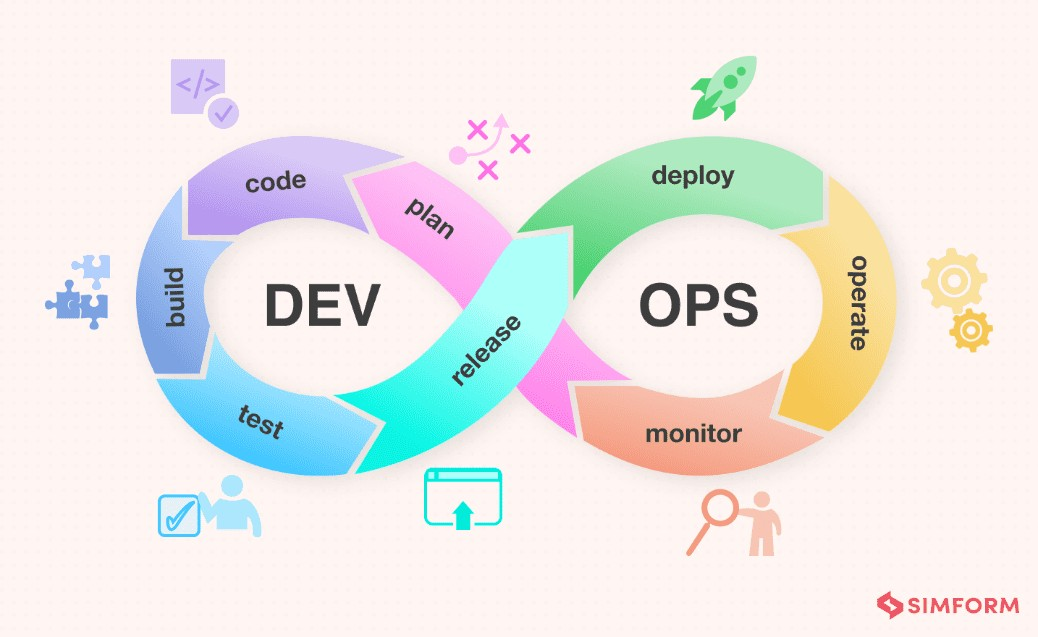 code
plan
build
DEV
test
release
deploy
OPS
operate
monitor
</>
SIMFORM